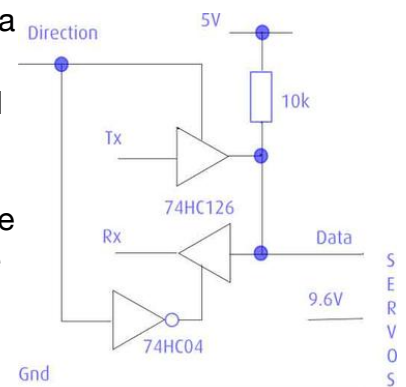 a
Direction
5V
10k
Tx
74HC126
e
Rx
Data
9.6V
74HC04
Gnd
S
E
R
V
O
S